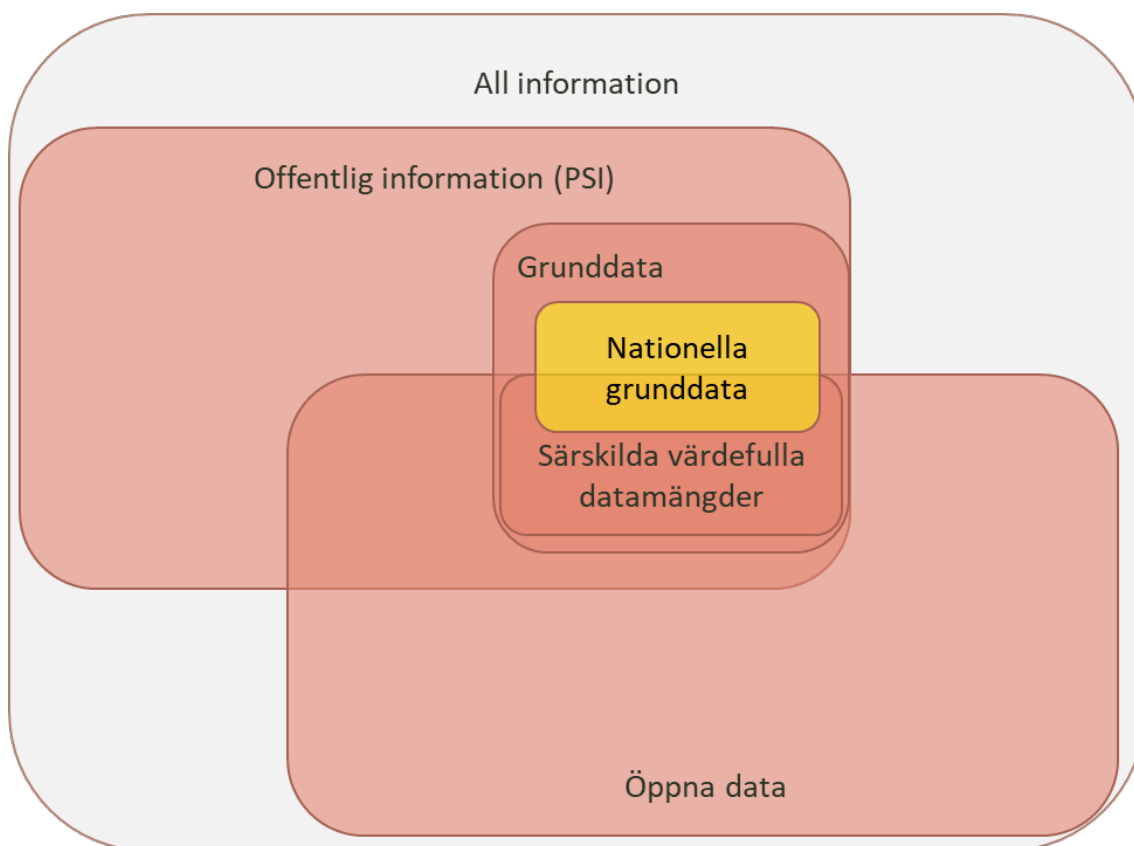 All information
Offentlig information (PSI)
Grunddata
Nationella
grunddata
Särskilda värdefulla
datamängder
Öppna data